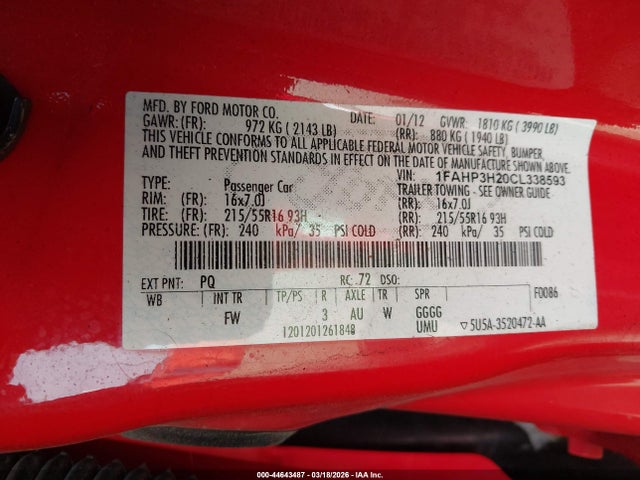 MFD. BY FORD MOTOR CO.
DATE: 01/12 GVWR: 1810 KG ( 3990 LB)
GAWR:(FR): 972 KG ( 2143 LB) (RR): 880 KG ( 1940 LB)
THIS VEHICLE CONFORMS TO ALL APPLICABLE FEDERAL MOTOR VEHICLE SAFETY, BUMPER,
AND THEFT PREVENTION STANDARDS IN EFFECT ON THE DATE OF MANUFACTURE SHOWN ABOVE.
VIN: 1FAHP3H20CL338593
TYPE: Passenger Car TRAILER TOWING - SEE OWNER GUIDE
RIM: (FR): 16x7.0J (RR): 16x7.0J
TIRE: (FR): 215/55R16 93H (RR): 215/55R16 93H
PRESSURE: (FR): 240 kPa/ 35 PSI COLD (RR): 240 kPa/ 35 PSI COLD
EXT PNT: PQ RC: 72 DSO: F0086
WB INT TR TP/PS R AXLE TR SPR
FW 3 AU W GGGG
1201201261848 UMU 5U5A-3520472-AA
000-44643487 - 03/18/2026 - IAA Inc.